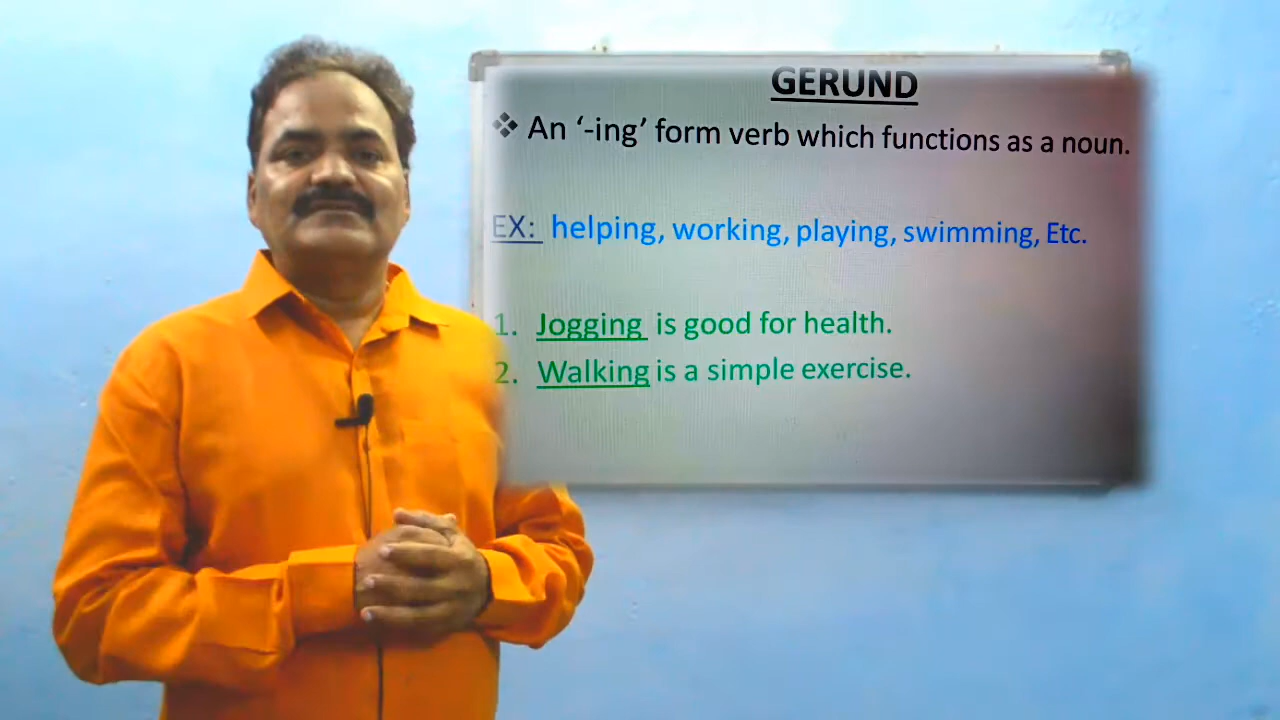 GERUND
❖ An ‘-ing’ form verb which functions as a noun.
EX: helping, working, playing, swimming, Etc.
1. Jogging is good for health.
2. Walking is a simple exercise.